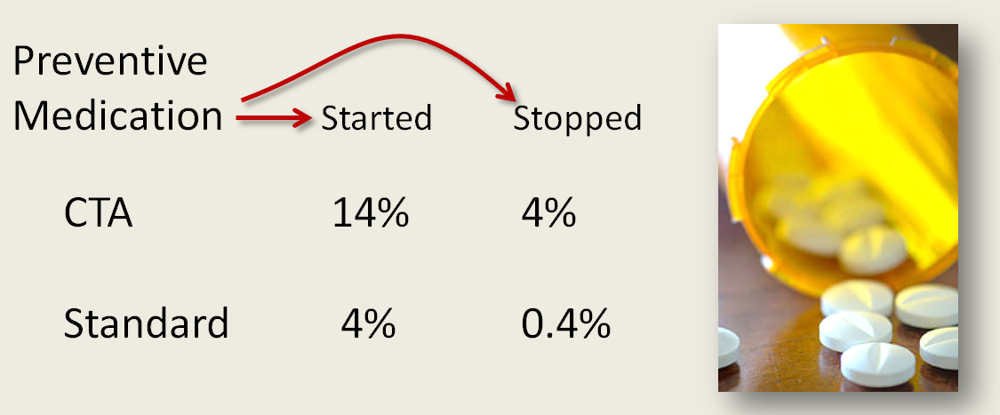 Preventive
Medication Started Stopped
CTA 14% 4%
Standard 4% 0.4%